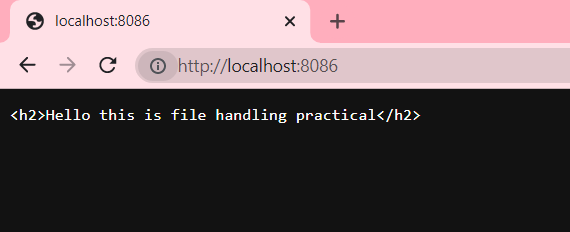 localhost:8086
http://localhost:8086
<h2>Hello this is file handling practical</h2>